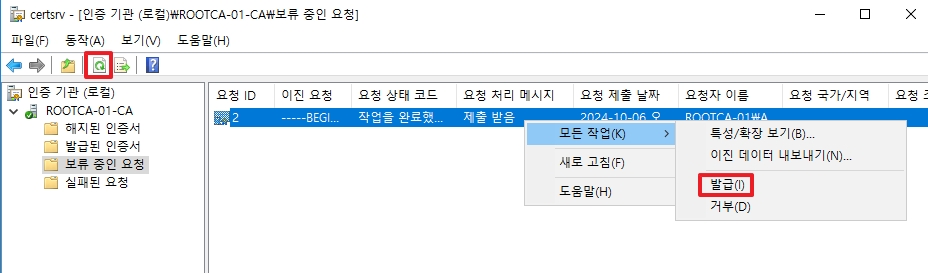 certsrv - [인증 기관 (로컬)₩ROOTCA-01-CA₩보류 중인 요청]
파일(F) 동작(A) 보기(V) 도움말(H)
인증 기관 (로컬)
ROOTCA-01-CA
해지된 인증서
발급된 인증서
보류 중인 요청
실패한 요청
요청 ID 이진 요청 요청 상태 코드 요청 처리 메시지 요청 제출 날짜 요청자 이름 요청 국가/지역 요청
2 -----BEGI... 작업을 완료했... 제출 받음 2024-10-06 오 ROOTCA-01₩A
모든 작업(K)
새로 고침(F)
도움말(H)
특성/확장 보기(B)...
이진 데이터 내보내기(N)...
발급(I)
거부(D)